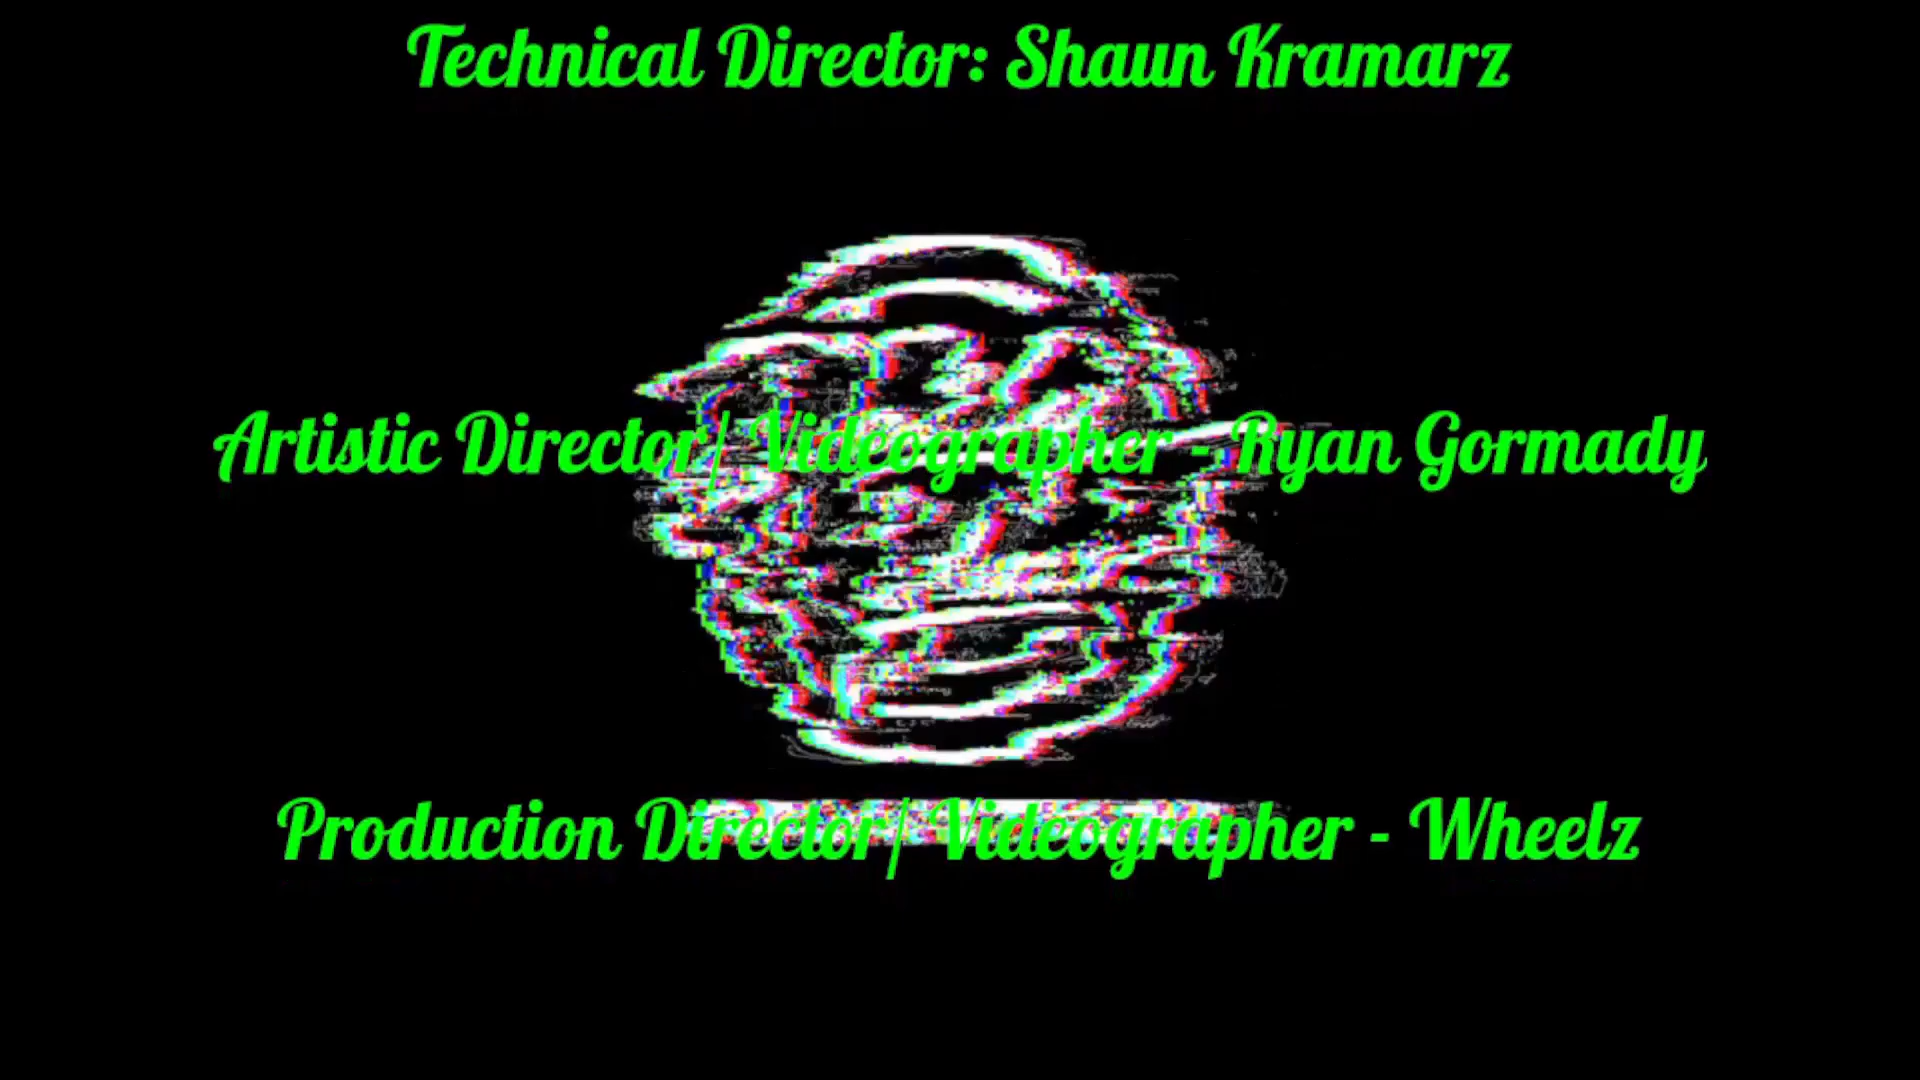 Technical Director: Shaun Kramarz
Artistic Director/ Videographer - Ryan Gormady
Production Director/ Videographer - Wheelz